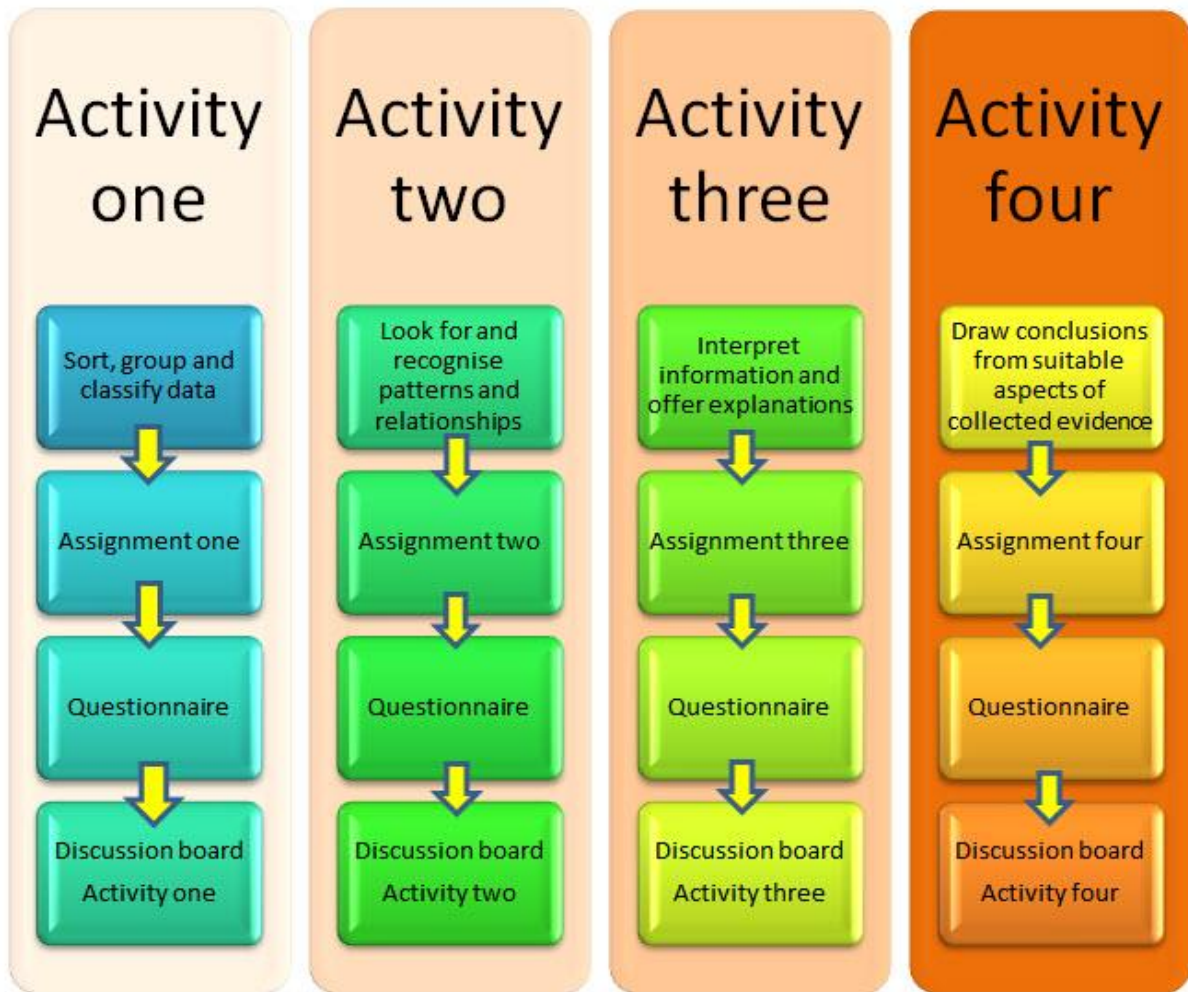 Activity
one
Sort, group and
classify data
Assignment one
Questionnaire
Discussion board
Activity one
Activity
two
Look for and
recognise
patterns and
relationships
Assignment two
Questionnaire
Discussion board
Activity two
Activity
three
Interpret
information and
offer explanations
Assignment three
Questionnaire
Discussion board
Activity three
Activity
four
Draw conclusions
from suitable
aspects of
collected evidence
Assignment four
Questionnaire
Discussion board
Activity four